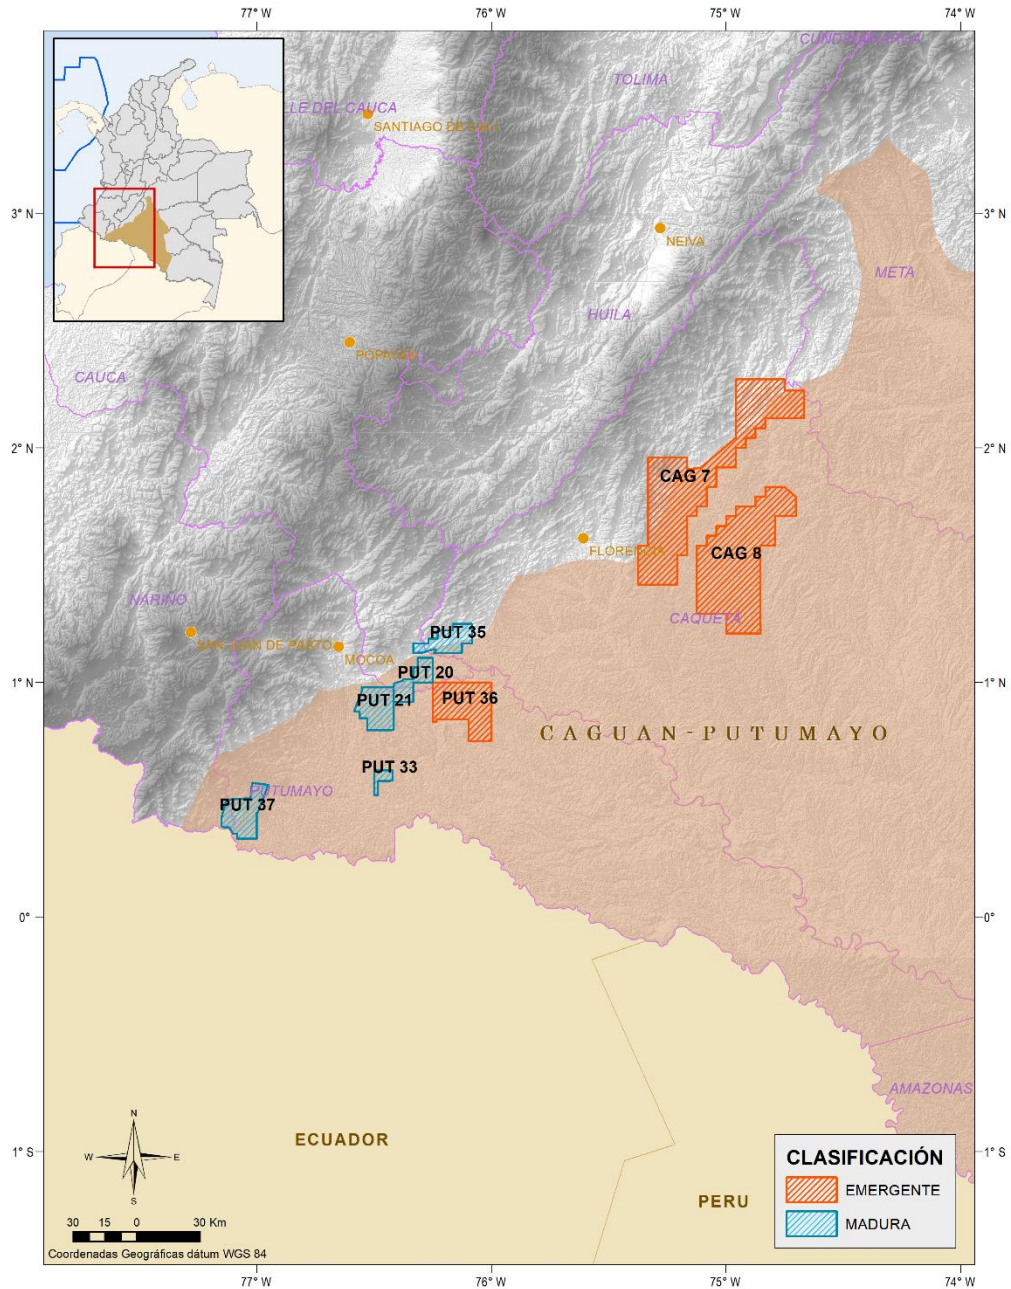 77° W 76° W 75° W 74° W
CUNDINAMARCA
TOLIMA
LE DEL CAUCA
SANTIAGO DE CALI
3° N 3° N
NEIVA
META
HUILA
POPAYÁN
CAUCA
2° N 2° N
CAG 7
FLORENCIA
CAG 8
NARIÑO
CAQUETÁ
SAN JUAN DE PASTO
PUT 35
MOCOA
PUT 20
1° N 1° N
PUT 21
PUT 36
CAGUÁN-PUTUMAYO
PUT 33
PUTUMAYO
PUT 37
0° 0°
AMAZONAS
N
W E
S
ECUADOR
1° S 1° S
PERU
CLASIFICACIÓN
EMERGENTE
MADURA
30 15 0 30 Km
Coordenadas Geográficas dátum WGS 84
77° W 76° W 75° W 74° W